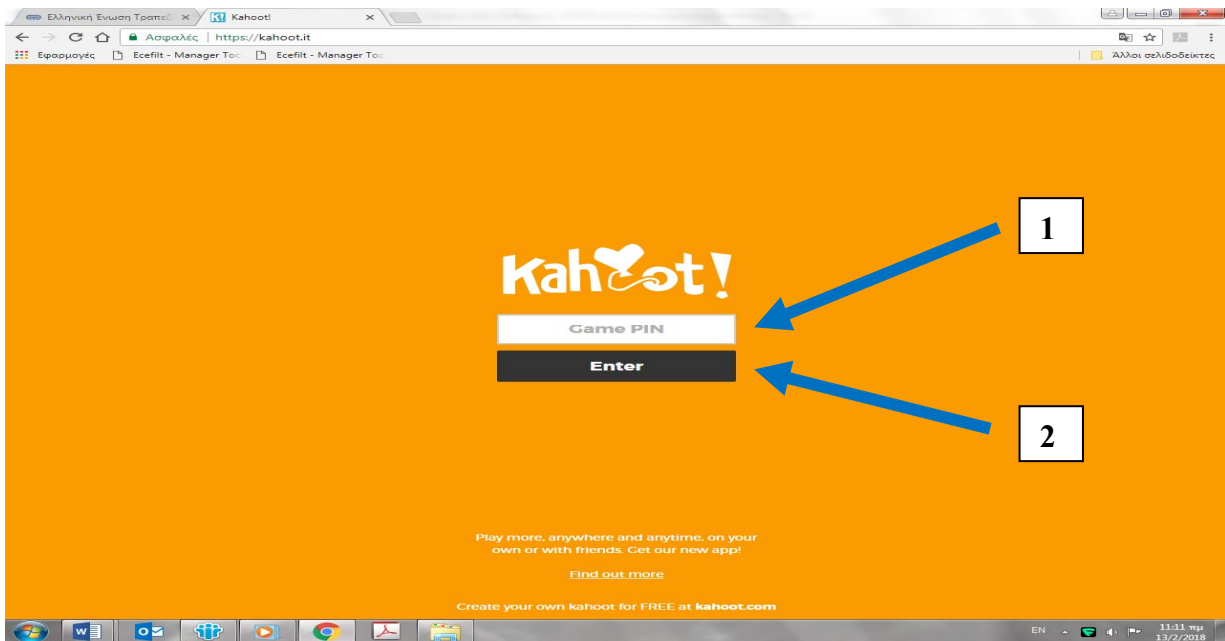 Ελληνική Ένωση Τραπεζ
Kahoot!
Ασφαλές | https://kahoot.it
Εφαρμογές
Ecefilt - Manager Too
Ecefilt - Manager Too
Άλλοι σελιδοδείκτες
1
Kahoot!
Game PIN
Enter
2
Play more, anywhere and anytime, on your
own or with friends. Get our new app!
Find out more
Create your own kahoot for FREE at kahoot.com
EN
11:11 πμ
13/2/2018